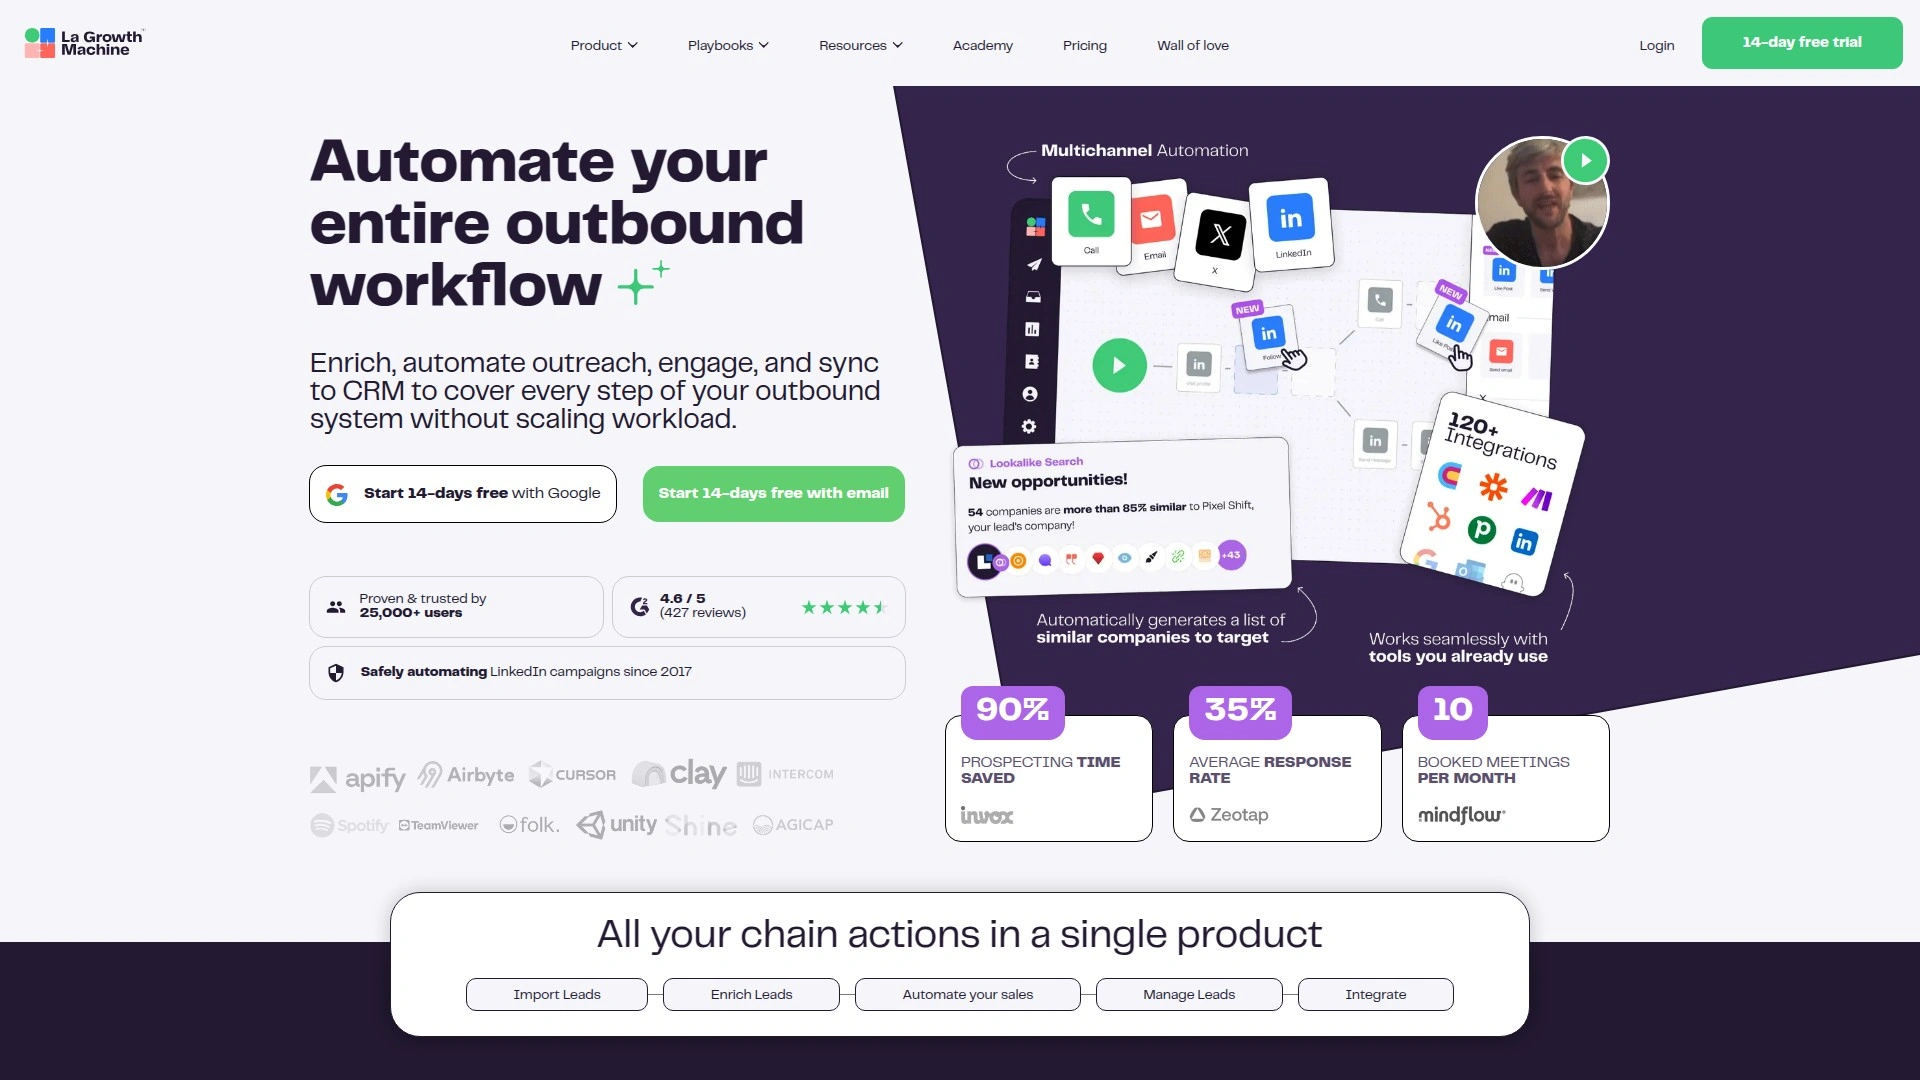 La Growth
Machine
Product
Playbooks
Resources
Academy
Pricing
Wall of love
Login
14-day free trial
Automate your
entire outbound
workflow
Enrich, automate outreach, engage, and sync
to CRM to cover every step of your outbound
system without scaling workload.
Start 14-days free with Google
Start 14-days free with email
Proven & trusted by
25,000+ users
4.6 / 5
(427 reviews)
Safely automating LinkedIn campaigns since 2017
apify
Airbyte
CURSOR
clay
INTERCOM
Spotify
TeamViewer
folk.
unity
Shine
AGICAP
Multichannel Automation
Call
Email
X
LinkedIn
NEW
Follow
NEW
Like Post
Email
Send email
X
120+
Integrations
Lookalike Search
New opportunities!
54 companies are more than 85% similar to Pixel Shift,
your lead's company!
+43
Automatically generates a list of
similar companies to target
Works seamlessly with
tools you already use
90%
PROSPECTING TIME
SAVED
inwox
35%
AVERAGE RESPONSE
RATE
Zeotap
10
BOOKED MEETINGS
PER MONTH
mindflow
All your chain actions in a single product
Import Leads
Enrich Leads
Automate your sales
Manage Leads
Integrate